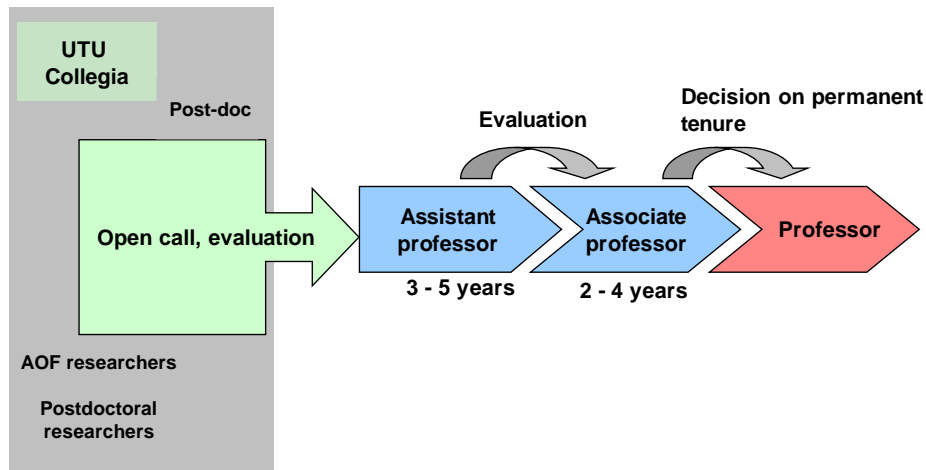 UTU
Collegia
Post-doc
Open call, evaluation
AOF researchers
Postdoctoral
researchers
Evaluation
Decision on permanent
tenure
Assistant
professor
Associate
professor
Professor
3 - 5 years
2 - 4 years